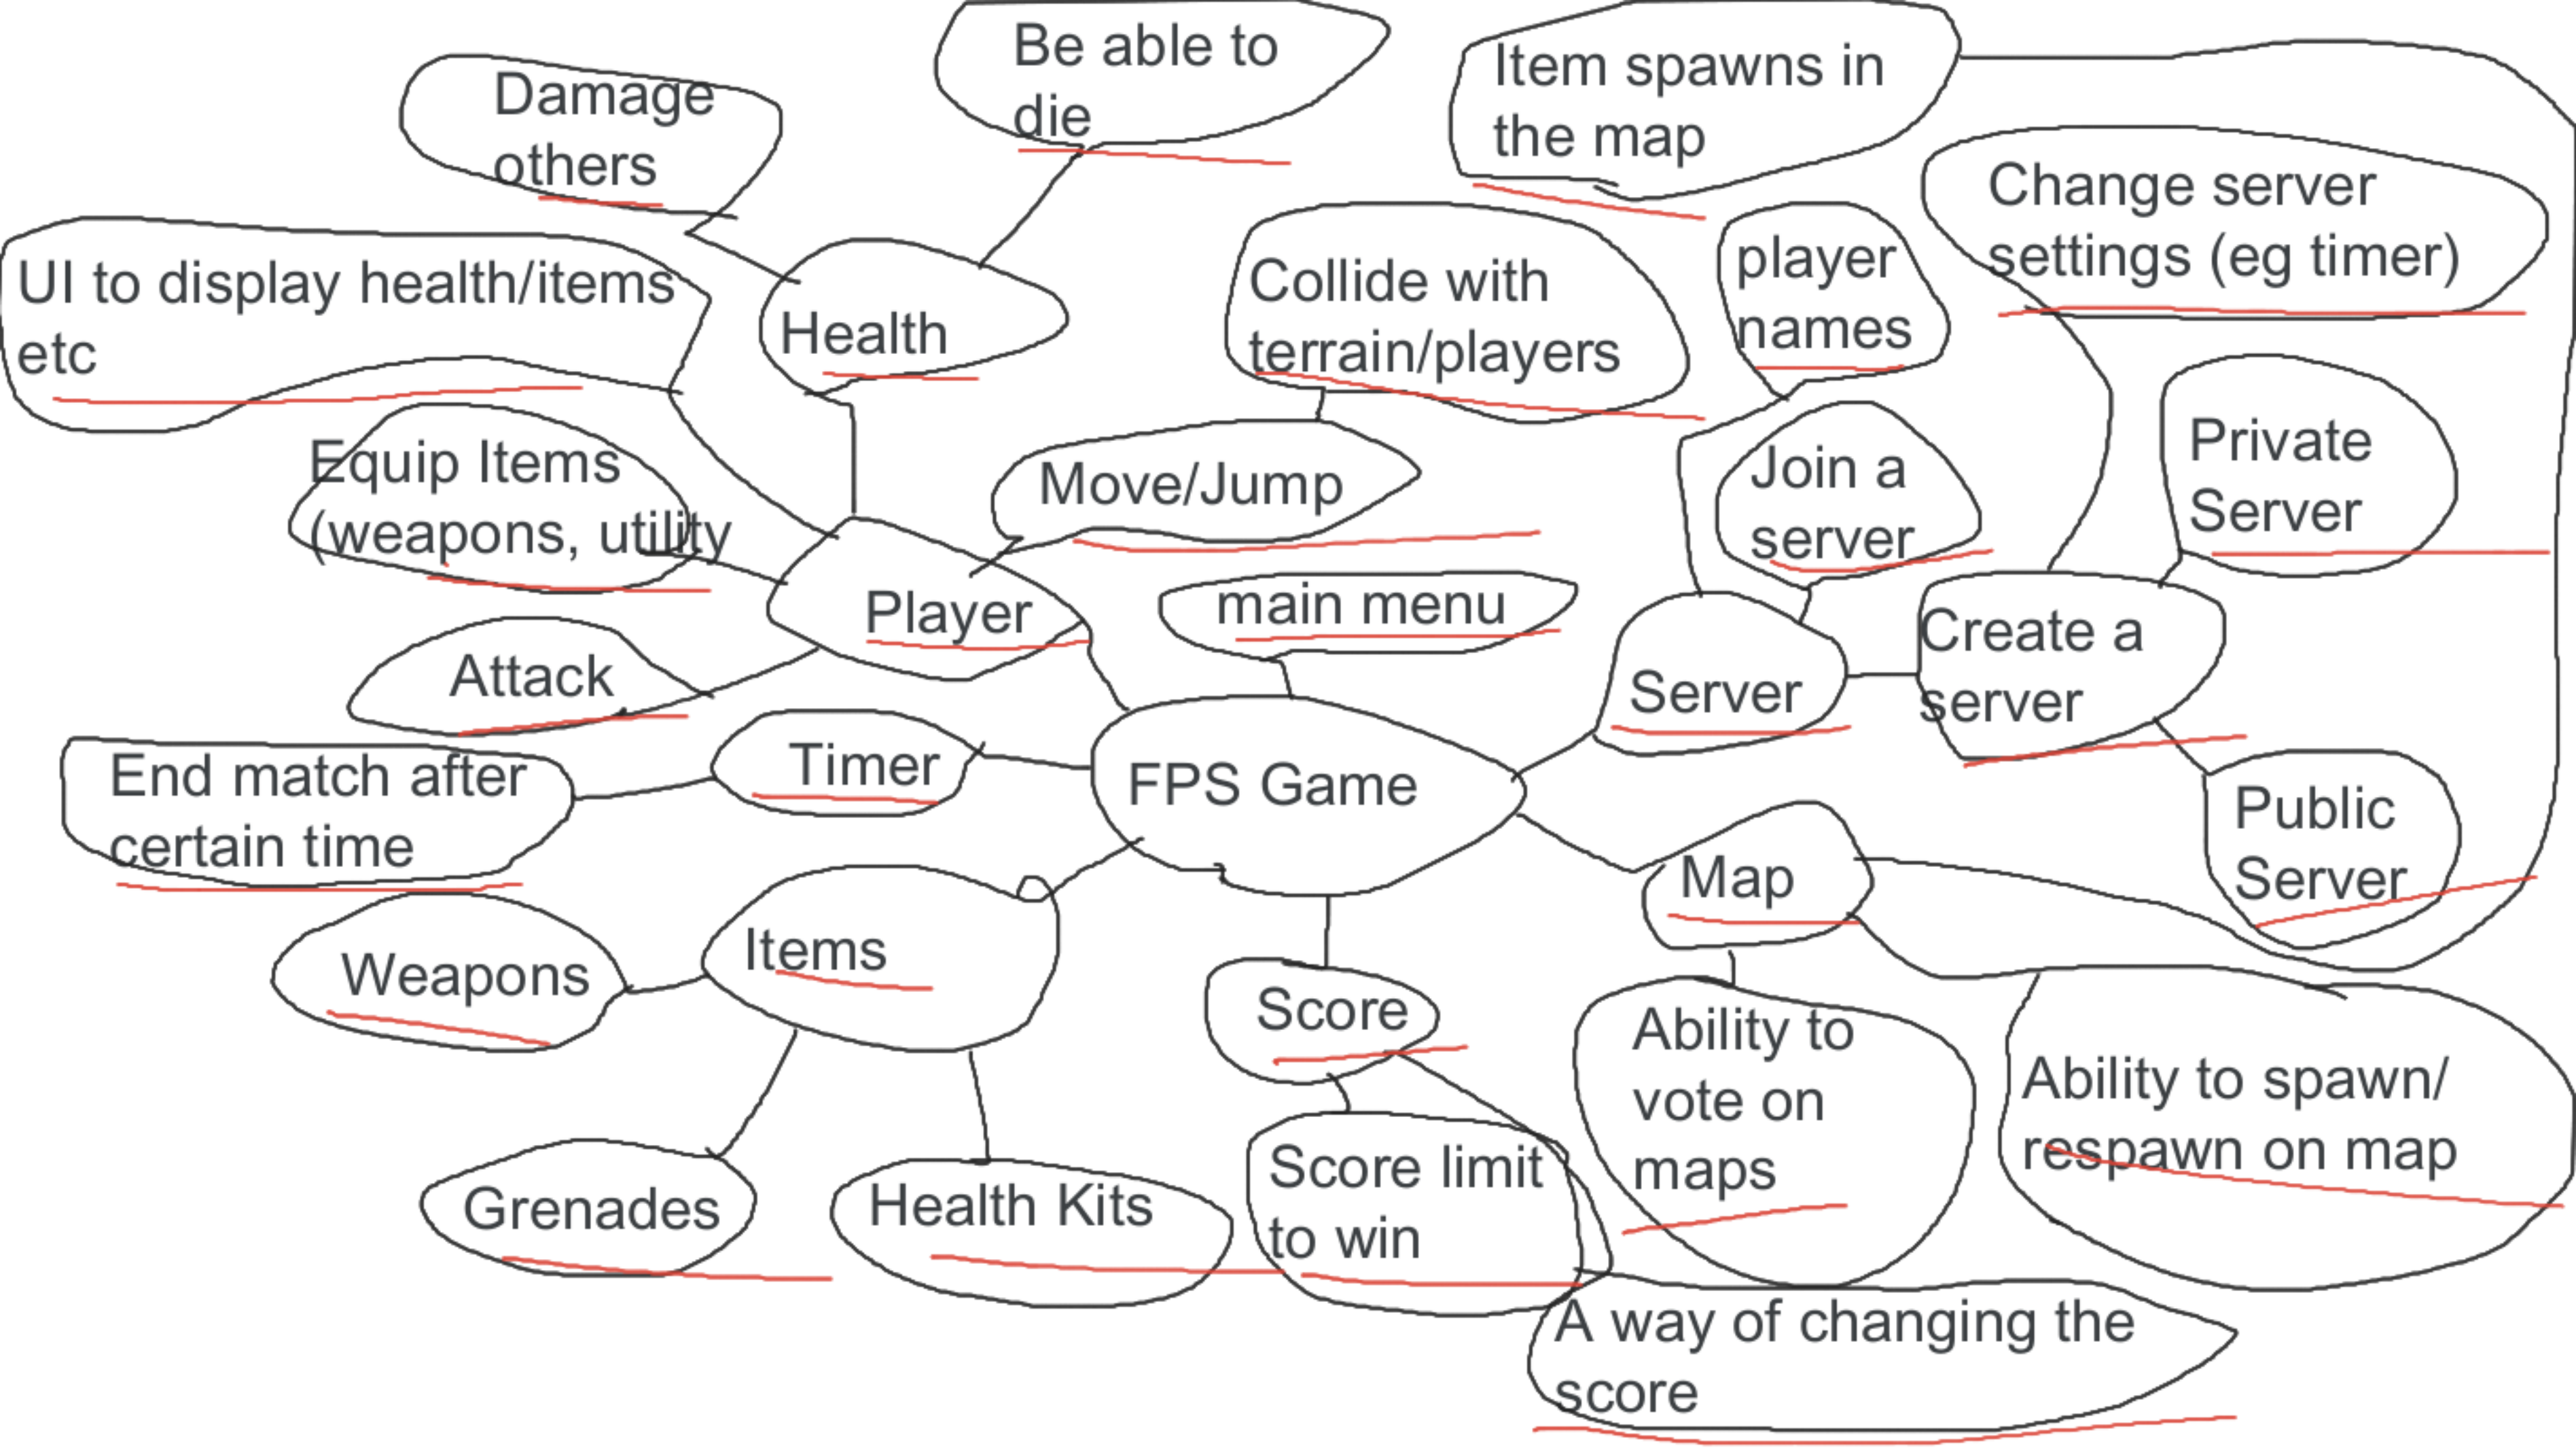 Be able to
die
Item spawns in
the map
Damage
others
Change server
settings (eg timer)
UI to display health/items
etc
Health
Collide with
terrain/players
player
names
Equip Items
(weapons, utility
Move/Jump
Join a
server
Private
Server
Player
main menu
Attack
Server
Create a
server
End match after
certain time
Timer
FPS Game
Public
Server
Map
Weapons
Items
Score
Ability to
vote on
maps
Ability to spawn/
respawn on map
Grenades
Health Kits
Score limit
to win
A way of changing the
score